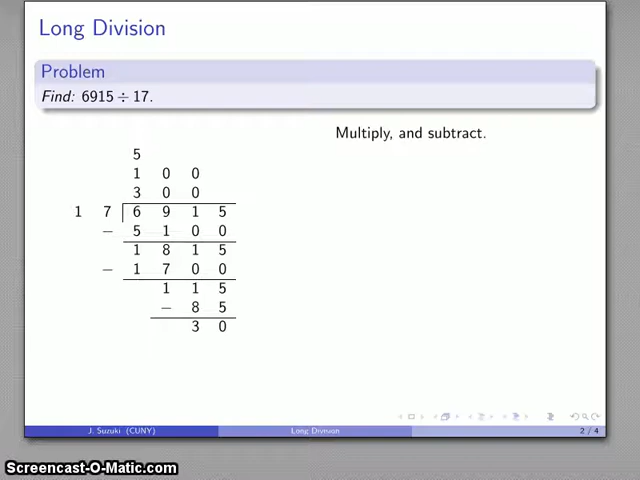 Long Division
Problem
Find: 6915 ÷ 17.
Multiply, and subtract.
5
1 0 0
3 0 0
1 7 6 9 1 5
− 5 1 0 0
1 8 1 5
− 1 7 0 0
1 1 5
− 8 5
3 0
J. Suzuki (CUNY) Long Division 2 / 4
Screencast-O-Matic.com